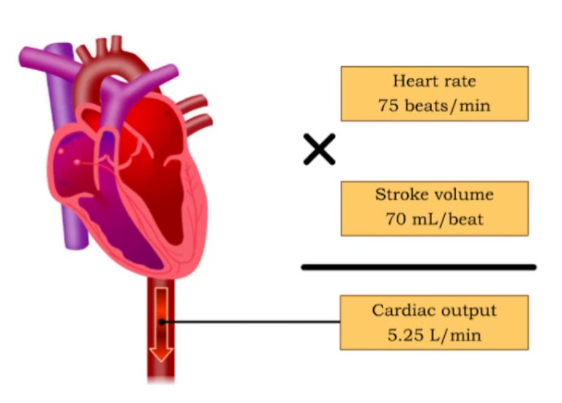 Heart rate
75 beats/min
×
Stroke volume
70 mL/beat
Cardiac output
5.25 L/min